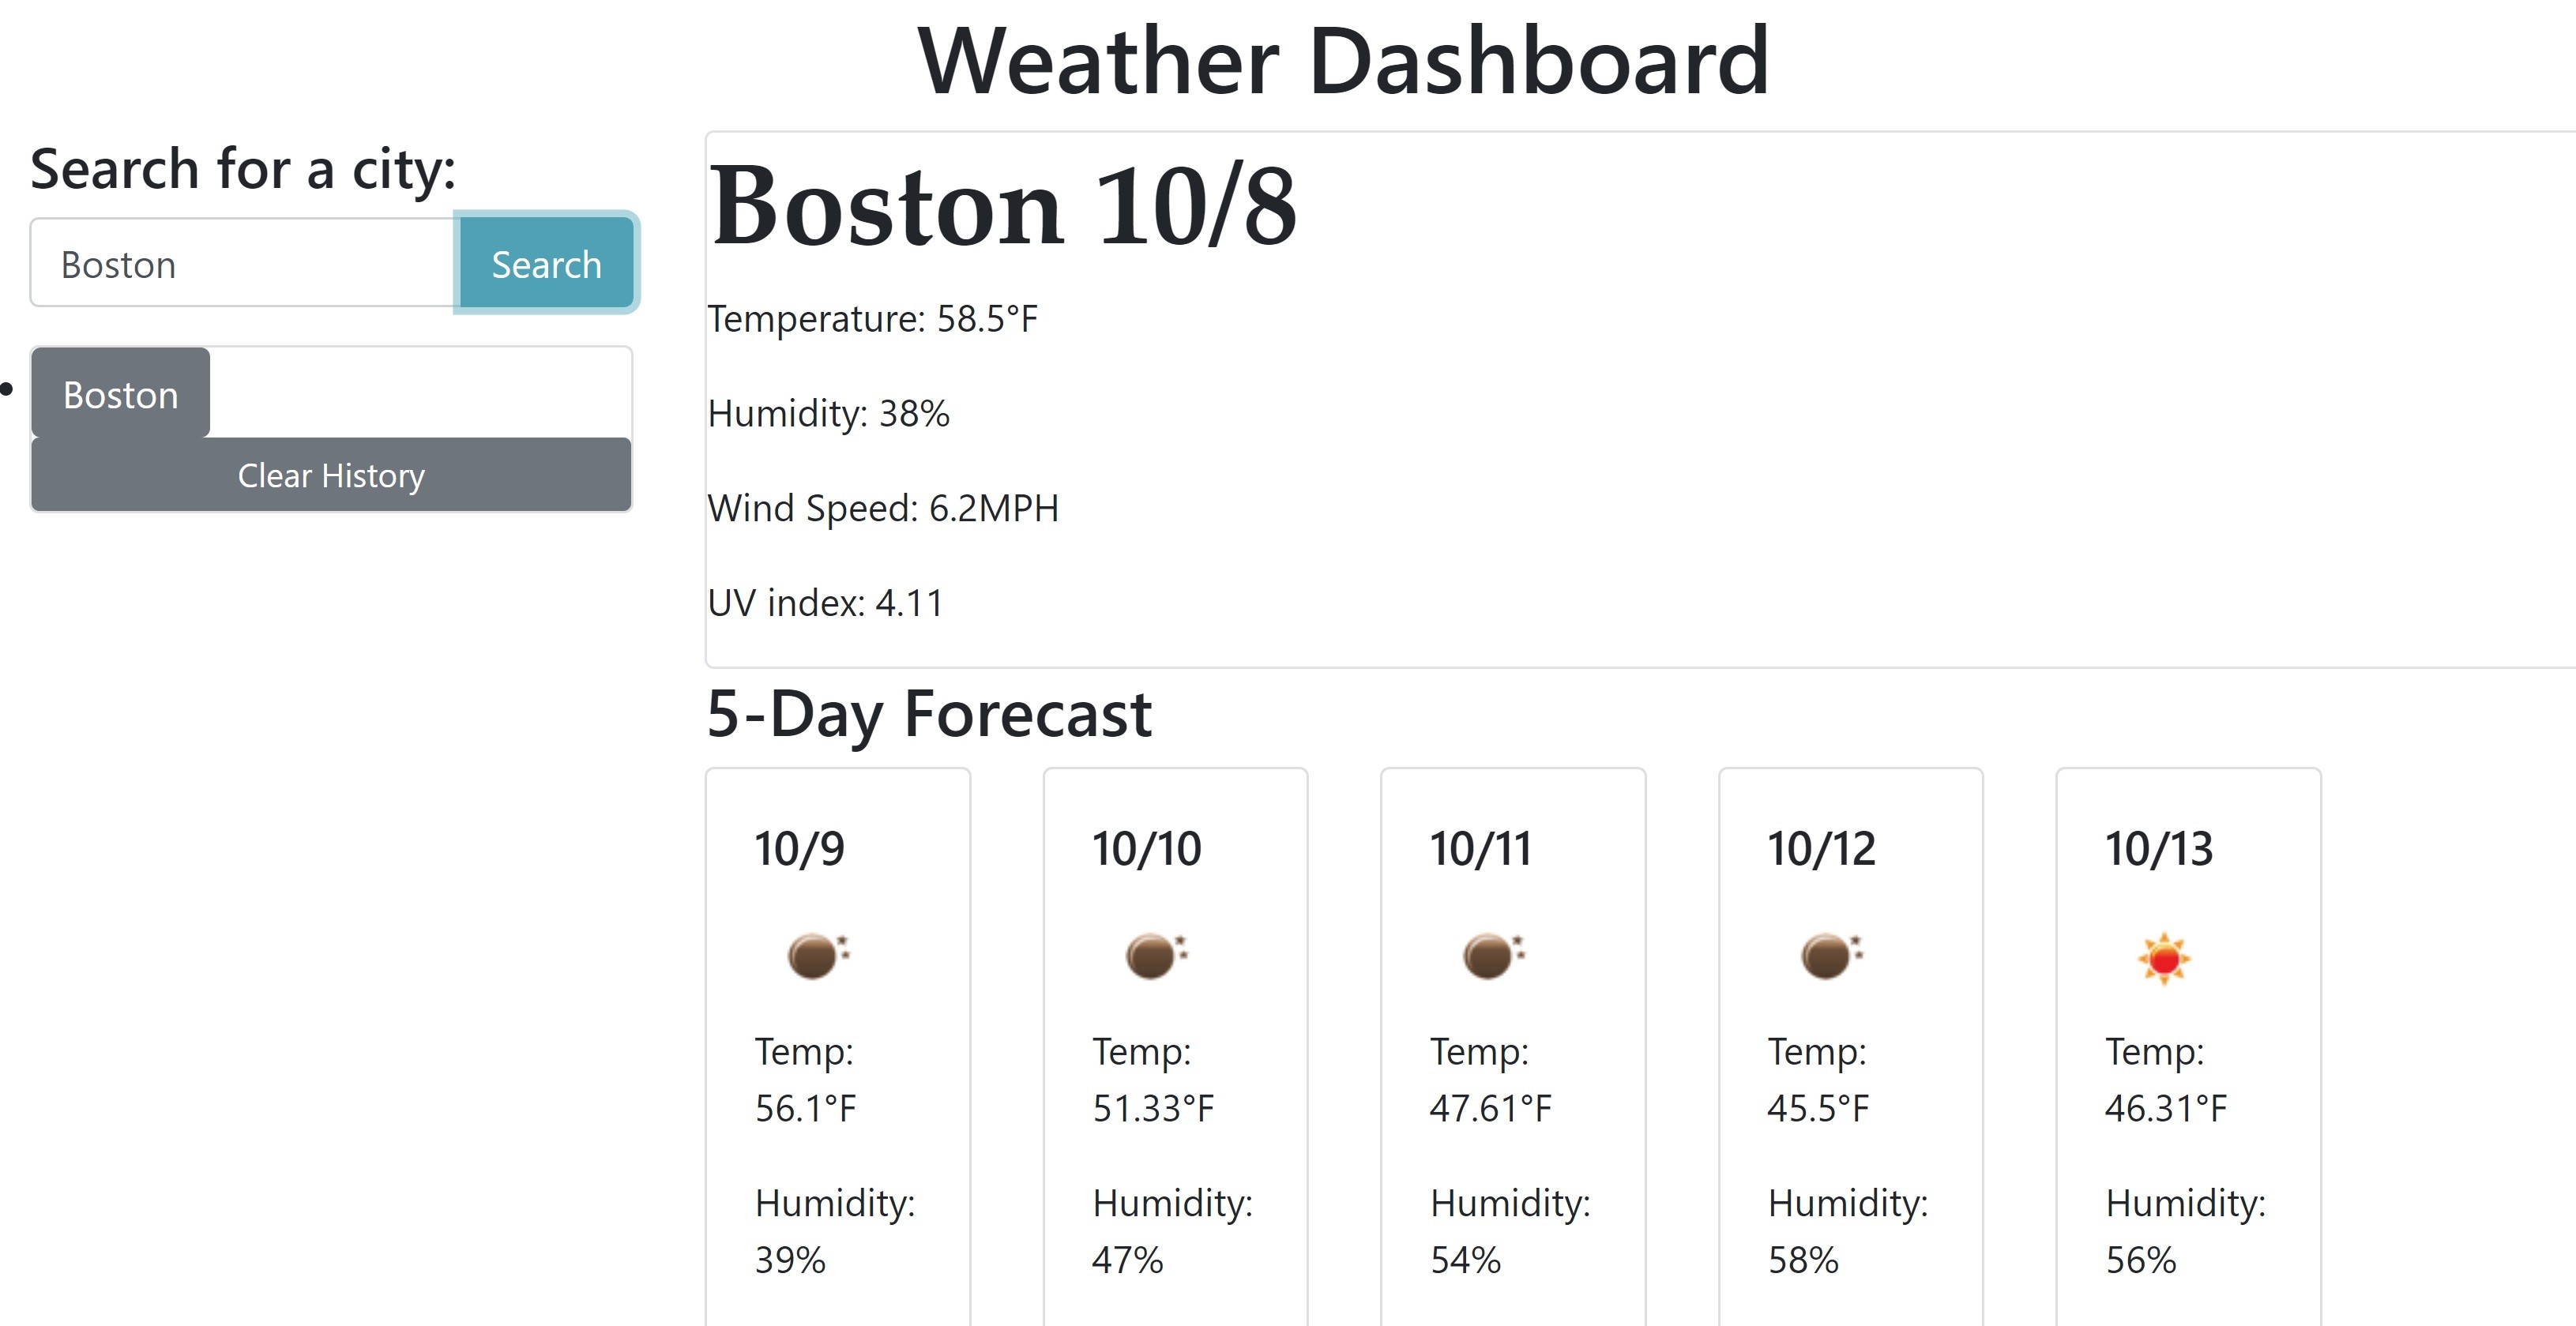 Weather Dashboard
Search for a city:
Boston
Search
Boston
Clear History
Boston 10/8
Temperature: 58.5°F
Humidity: 38%
Wind Speed: 6.2MPH
UV index: 4.11
5-Day Forecast
10/9
Temp:
56.1°F
Humidity:
39%
10/10
Temp:
51.33°F
Humidity:
47%
10/11
Temp:
47.61°F
Humidity:
54%
10/12
Temp:
45.5°F
Humidity:
58%
10/13
Temp:
46.31°F
Humidity:
56%